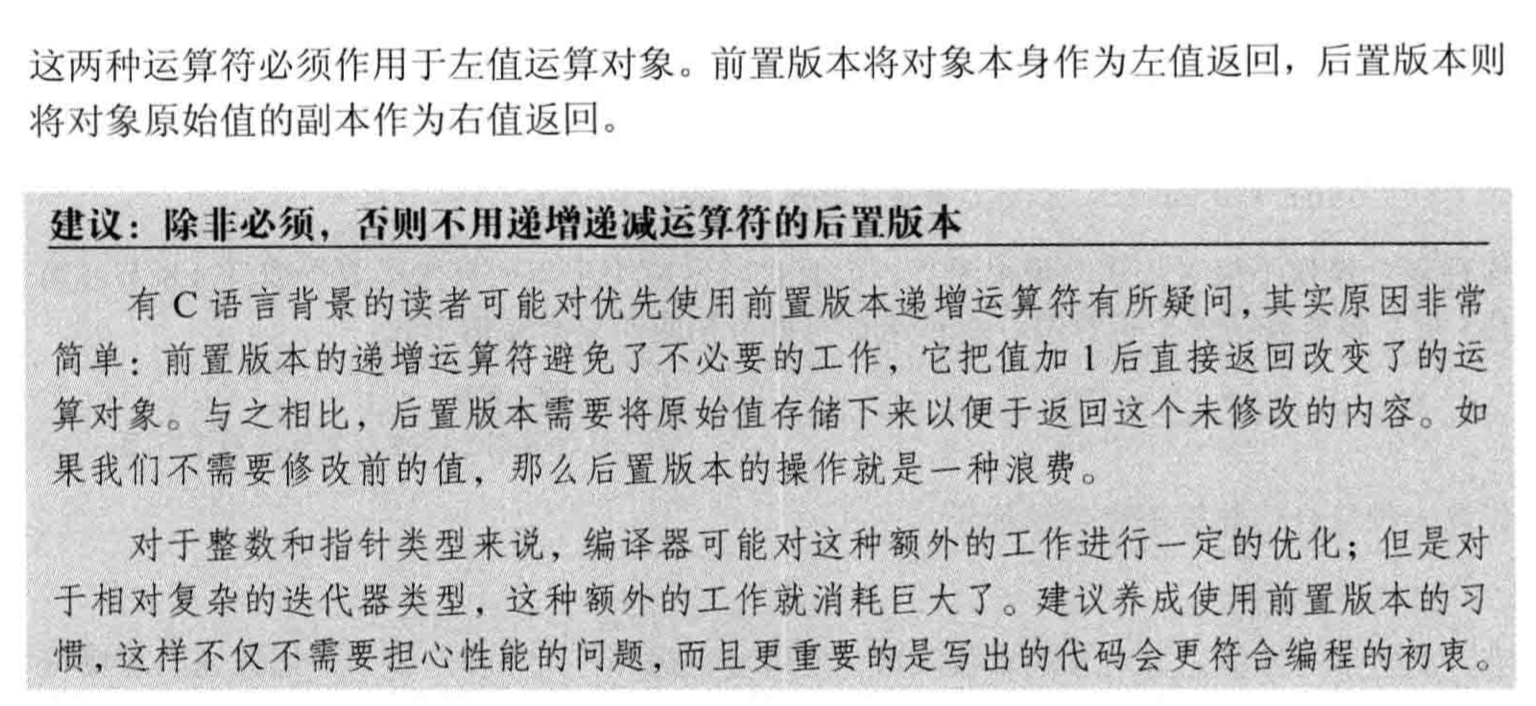 这两种运算符必须作用于左值运算对象。前置版本将对象本身作为左值返回，后置版本则
将对象原始值的副本作为右值返回。
建议：除非必须，否则不用递增递减运算符的后置版本
有 C 语言背景的读者可能对优先使用前置版本递增运算符有所疑问，其实原因非常
简单：前置版本的递增运算符避免了不必要的工作，它把值加 1 后直接返回改变了的运
算对象。与之相比，后置版本需要将原始值存储下来以便于返回这个未修改的内容。如
果我们不需要修改前的值，那么后置版本的操作就是一种浪费。
对于整数和指针类型来说，编译器可能对这种额外的工作进行一定的优化；但是对
于相对复杂的迭代器类型，这种额外的工作就消耗巨大了。建议养成使用前置版本的习
惯，这样不仅不需要担心性能的问题，而且更重要的是写出的代码会更符合编程的初衷。